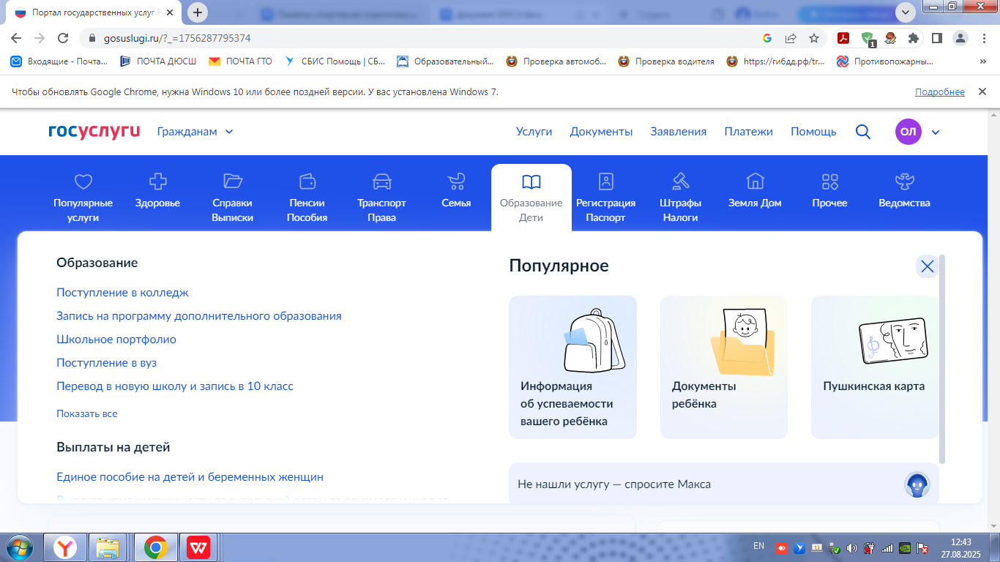 Портал государственных услуг Р
gosuslugi.ru/?_=1756287795374
1
Входящие - Почта...
ПОЧТА ДЮСШ
ПОЧТА ГТО
СБИС Помощь | СБ...
Образовательный...
Проверка автомоб...
Проверка водителя
https://гибдд.рф/tr...
Противопожарны...
Чтобы обновлять Google Chrome, нужна Windows 10 или более поздней версии. У вас установлена Windows 7.
Подробнее
госуслуги
Гражданам
Услуги
Документы
Заявления
Платежи
Помощь
ОЛ
Популярные
услуги
Здоровье
Справки
Выписки
Пенсии
Пособия
Транспорт
Права
Семья
Образование
Дети
Регистрация
Паспорт
Штрафы
Налоги
Земля Дом
Прочее
Ведомства
Образование
Поступление в колледж
Запись на программу дополнительного образования
Школьное портфолио
Поступление в вуз
Перевод в новую школу и запись в 10 класс
Показать все
Выплаты на детей
Единое пособие на детей и беременных женщин
Популярное
Информация
об успеваемости
вашего ребёнка
Документы
ребёнка
Пушкинская карта
Не нашли услугу — спросите Макса
EN
12:43
27.08.2025